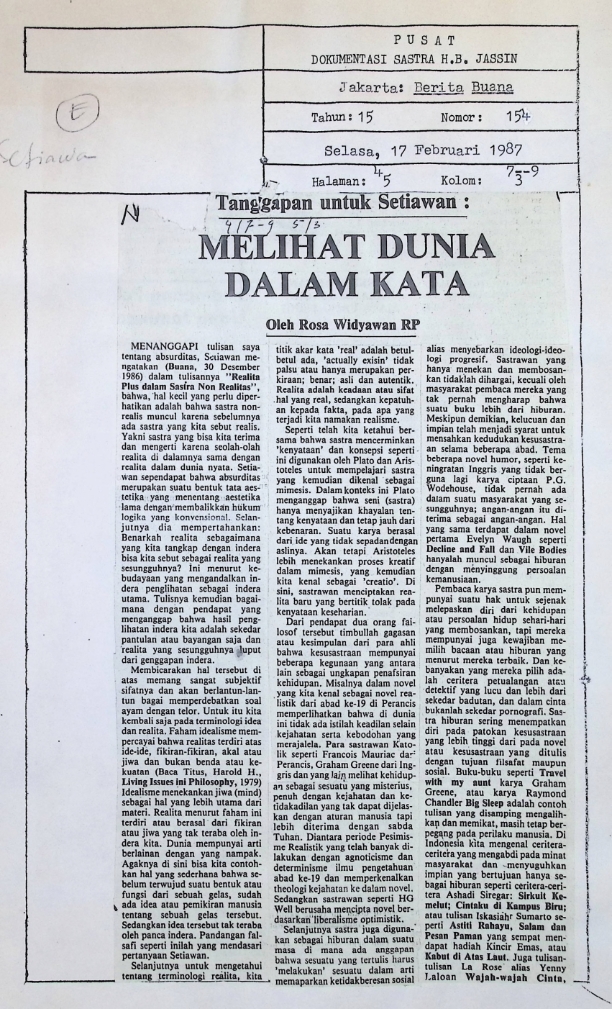 PUSAT
DOKUMENTASI SASTRA H.B. JASSIN
Jakarta: Berita Buana
Tahun: 15 Nomor: 154
Selasa, 17 Februari 1987
Halaman: 4/5 Kolom: 7-9/3
E
Setiawa
Tanggapan untuk Setiawan :
4/7-9 5/3
MELIHAT DUNIA
DALAM KATA
Oleh Rosa Widyawan RP
MENANGGAPI tulisan saya
tentang absurditas, Setiawan me-
ngatakan (Buana, 30 Desember
1986) dalam tulisannya "Realita
Plus dalam Sastra Non Realitas",
bahwa, hal kecil yang perlu diper-
hatikan adalah bahwa sastra non-
realis muncul karena sebelumnya
ada sastra yang kita sebut realis.
Yakni sastra yang bisa kita terima
dan mengerti karena seolah-olah
realita di dalamnya sama dengan
realita dalam dunia nyata. Setia-
wan sependapat bahwa absurditas
merupakan suatu bentuk tata aes-
tetika yang menentang aestetika
lama dengan membalikkan hukum
logika yang konvensional. Selan-
jutnya dia mempertahankan:
Benarkah realita sebagaimana
yang kita tangkap dengan indera
bisa kita sebut sebagai realita yang
sesungguhnya? Ini menurut ke-
budayaan yang mengandalkan in-
dera penglihatan sebagai indera
utama. Tulisnya kemudian bagai-
mana dengan pendapat yang
menganggap bahwa hasil peng-
lihatan indera kita adalah sekedar
pantulan atau bayangan saja dan
realita yang sesungguhnya luput
dari genggapan indera.
Membicarakan hal tersebut di
atas memang sangat subjektif
sifatnya dan akan berlantun-lan-
tun bagai memperdebatkan soal
ayam dengan telor. Untuk itu kita
kembali saja pada terminologi idea
dan realita. Faham idealisme mem-
percayai bahwa realitas terdiri atas
ide-ide, fikiran-fikiran, akal atau
jiwa dan bukan benda atau ke-
kuatan (Baca Titus, Harold H.,
Living Issues ini Philosophy, 1979)
Idealisme menekankan jiwa (mind)
sebagai hal yang lebih utama dari
materi. Realita menurut faham ini
terdiri atau berasal dari fikiran
atau jiwa yang tak teraba oleh in-
dera kita. Dunia mempunyai arti
berlainan dengan yang nampak.
Agaknya di sini bisa kita contoh-
kan hal yang sederhana bahwa se-
belum terwujud suatu bentuk atau
fungsi dari sebuah gelas, sudah
ada idea atau pemikiran manusia
tentang sebuah gelas tersebut.
Sedangkan idea tersebut tak teraba
oleh panca indera. Pandangan fal-
safi seperti inilah yang mendasari
pertanyaan Setiawan.
Selanjutnya untuk mengetahui
tentang terminologi realita, kita
titik akar kata 'real' adalah betul-
betul ada, 'actually exisin' tidak
palsu atau hanya merupakan per-
kiraan; benar; asli dan autentik.
Realita adalah keadaan atau sifat
hal yang real, sedangkan kepatuh-
an kepada fakta, pada apa yang
terjadi kita namakan realisme.
Seperti telah kita ketahui ber-
sama bahwa sastra mencerminkan
'kenyataan' dan konsepsi seperti
ini digunakan oleh Plato dan Aris-
toteles untuk mempelajari sastra
yang kemudian dikenal sebagai
mimesis. Dalam konteks ini Plato
menganggap bahwa seni (sastra)
hanya menyajikan khayalan ten-
tang kenyataan dan tetap jauh dari
kebenaran. Suatu karya berasal
dari ide yang tidak sepadan dengan
aslinya. Akan tetapi Aristoteles
lebih menekankan proses kreatif
dalam mimesis, yang kemudian
kita kenal sebagai 'creatio'. Di
sini, sastrawan menciptakan rea-
lita baru yang bertitik tolak pada
kenyataan keseharian.
Dari pendapat dua orang fai-
losof tersebut timbullah gagasan
atau kesimpulan dari para ahli
bahwa kesusastraan mempunyai
beberapa kegunaan yang antara
lain sebagai ungkapan penafsiran
kehidupan. Misalnya dalam novel
yang kita kenal sebagai novel rea-
listik dari abad ke-19 di Perancis
memperlihatkan bahwa di dunia
ini tidak ada istilah keadilan selain
kejahatan serta kebodohan yang
merajalela. Para sastrawan Kato-
lik seperti Francois Mauriac dar'
Perancis, Graham Greene dari Ing-
gris dan yang lain melihat kehidup-
an sebagai sesuatu yang misterius,
penuh dengan kejahatan dan ke-
tidakadilan yang tak dapat dijelas-
kan dengan aturan manusia tapi
lebih diterima dengan sabda
Tuhan. Diantara periode Pesimis-
me Realistik yang telah banyak di-
lakukan dengan agnoticisme dan
determinisme ilmu pengetahuan
abad ke-19 dan memperkenalkan
theologi kejahatan ke dalam novel.
Sedangkan sastrawan seperti HG
Well berusaha mencipta novel ber-
dasarkan liberalisme optimistik.
Selanjutnya sastra juga diguna-
kan sebagai hiburan dalam suatu
masa di mana ada anggapan
bahwa sesuatu yang tertulis harus
'melakukan' sesuatu dalam arti
memaparkan ketidakberesan sosial
alias menyebarkan ideologi-ideo-
logi progresif. Sastrawan yang
hanya menekan dan membosan-
kan tidaklah dihargai, kecuali oleh
masyarakat pembaca mereka yang
tak pernah mengharap bahwa
suatu buku lebih dari hiburan.
Meskipun demikian, kelucuan dan
impian telah menjadi syarat untuk
mensahkan kedudukan kesusastra-
an selama beberapa abad. Tema
beberapa novel humor, seperti ke-
ningratan Inggris yang tidak ber-
guna lagi karya ciptaan P.G.
Wodehouse, tidak pernah ada
dalam suatu masyarakat yang se-
sungguhnya; angan-angan itu di-
terima sebagai angan-angan. Hal
yang sama terdapat dalam novel
pertama Evelyn Waugh seperti
Decline and Fall dan Vile Bodies
hanyalah muncul sebagai hiburan
dengan menyinggung persoalan
kemanusiaan.
Pembaca karya sastra pun mem-
punyai suatu hak untuk sejenak
melepaskan diri dari kehidupan
atau persoalan hidup sehari-hari
yang membosankan, tapi mereka
mempunyai juga kewajiban me-
milih bacaan atau hiburan yang
menurut mereka terbaik. Dan ke-
banyakan yang mereka pilih ada-
lah ceritera petualangan atau
detektif yang lucu dan lebih dari
sekedar badutan, dan dalam cinta
bukanlah sekedar pornografi. Sas-
tra hiburan sering menempatkan
diri pada patokan kesusastraan
yang lebih tinggi dari pada novel
atau kesusastraan yang ditulis
dengan tujuan filsafat maupun
sosial. Buku-buku seperti Travel
with my aunt karya Graham
Greene, atau karya Raymond
Chandler Big Sleep adalah contoh
tulisan yang disamping mengalih-
kan dan memikat, masih tetap ber-
pegang pada perilaku manusia. Di
Indonesia kita mengenal ceritera-
ceritera yang mengabdi pada minat
masyarakat dan menyuguhkan
impian yang bertujuan hanya se-
bagai hiburan seperti ceritera-ceri-
tera Ashadi Siregar: Sirkuit Ke-
melut; Cintaku di Kampus Biru;
atau tulisan Iskasiahr Sumarto se-
perti Astiti Rahayu, Salam dan
Pesan Paman yang sempat men-
dapat hadiah Kincir Emas, atau
Kabut di Atas Laut. Juga tulisan-
tulisan La Rose alias Yenny
Laloan Wajah-wajah Cinta,